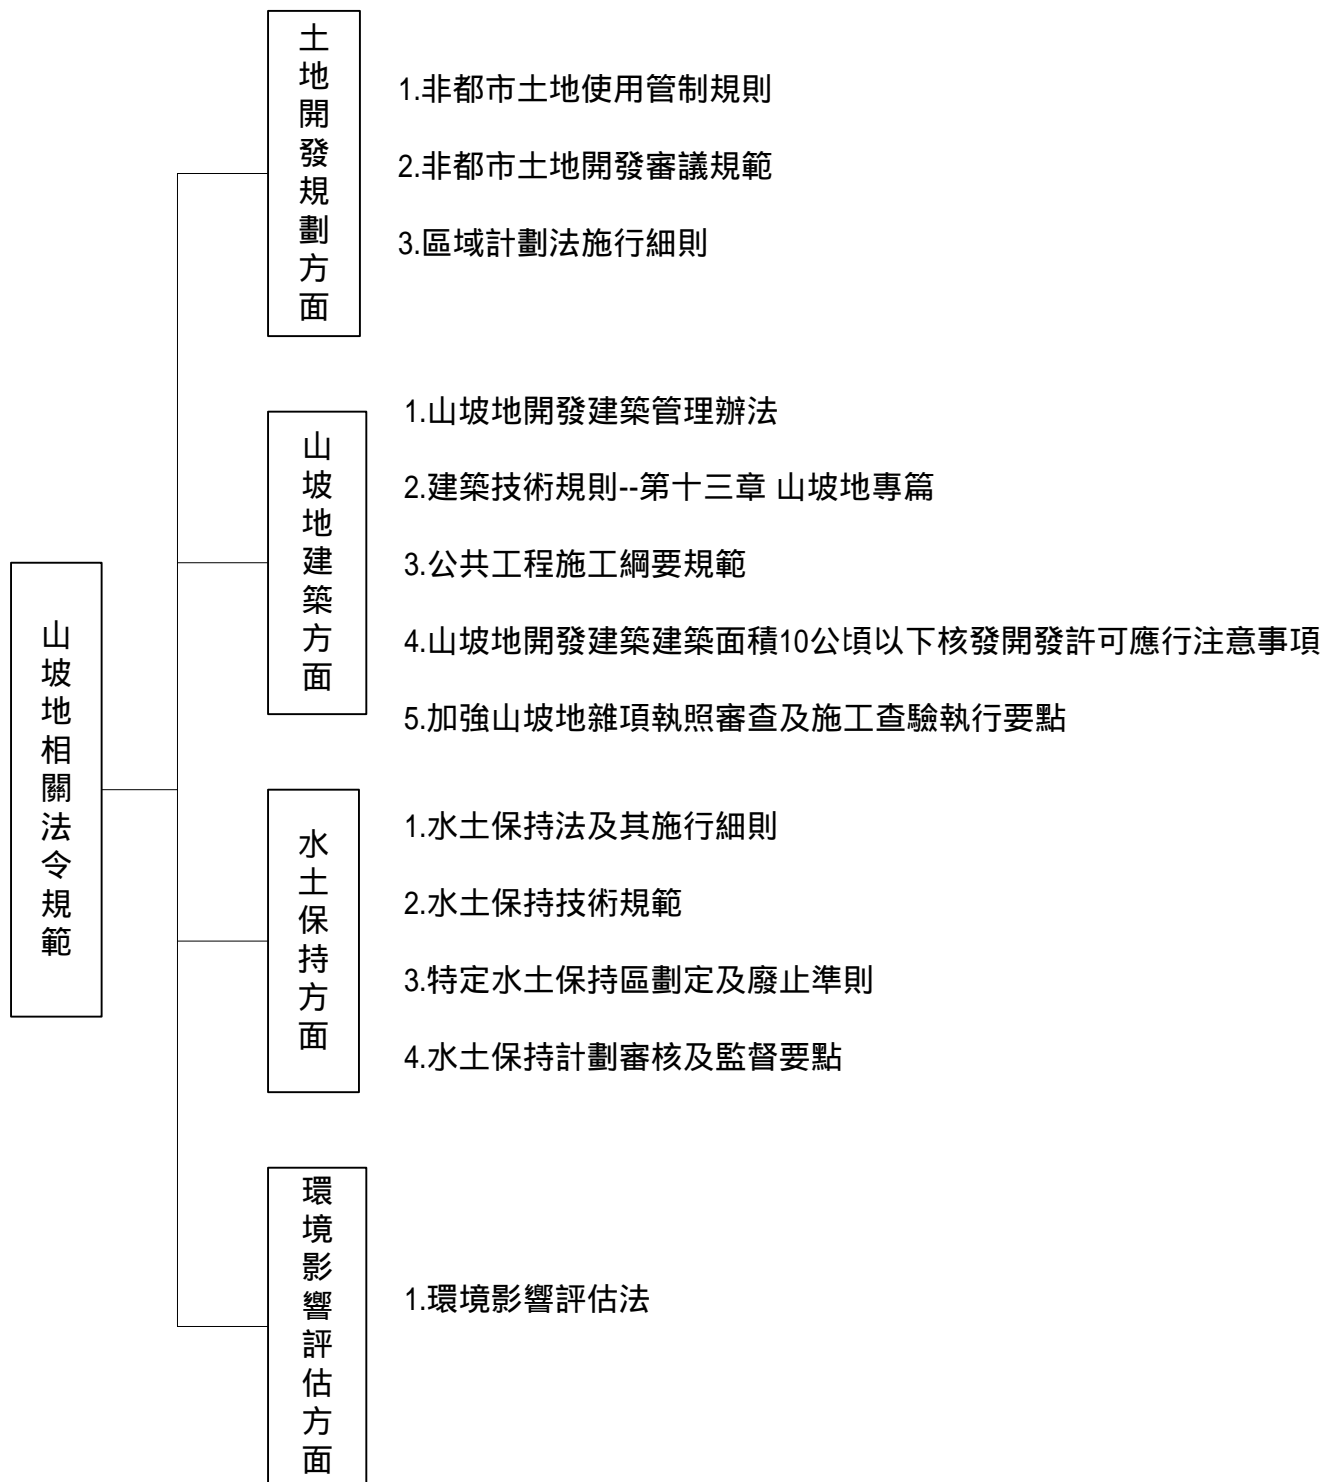 山坡地相關法令規範
土地開發規劃方面
1.非都市土地使用管制規則
2.非都市土地開發審議規範
3.區域計劃法施行細則
山坡地建築方面
1.山坡地開發建築管理辦法
2.建築技術規則--第十三章 山坡地專篇
3.公共工程施工綱要規範
4.山坡地開發建築建築面積10公頃以下核發開發許可應行注意事項
5.加強山坡地雜項執照審查及施工查驗執行要點
水土保持方面
1.水土保持法及其施行細則
2.水土保持技術規範
3.特定水土保持區劃定及廢止準則
4.水土保持計劃審核及監督要點
環境影響評估方面
1.環境影響評估法